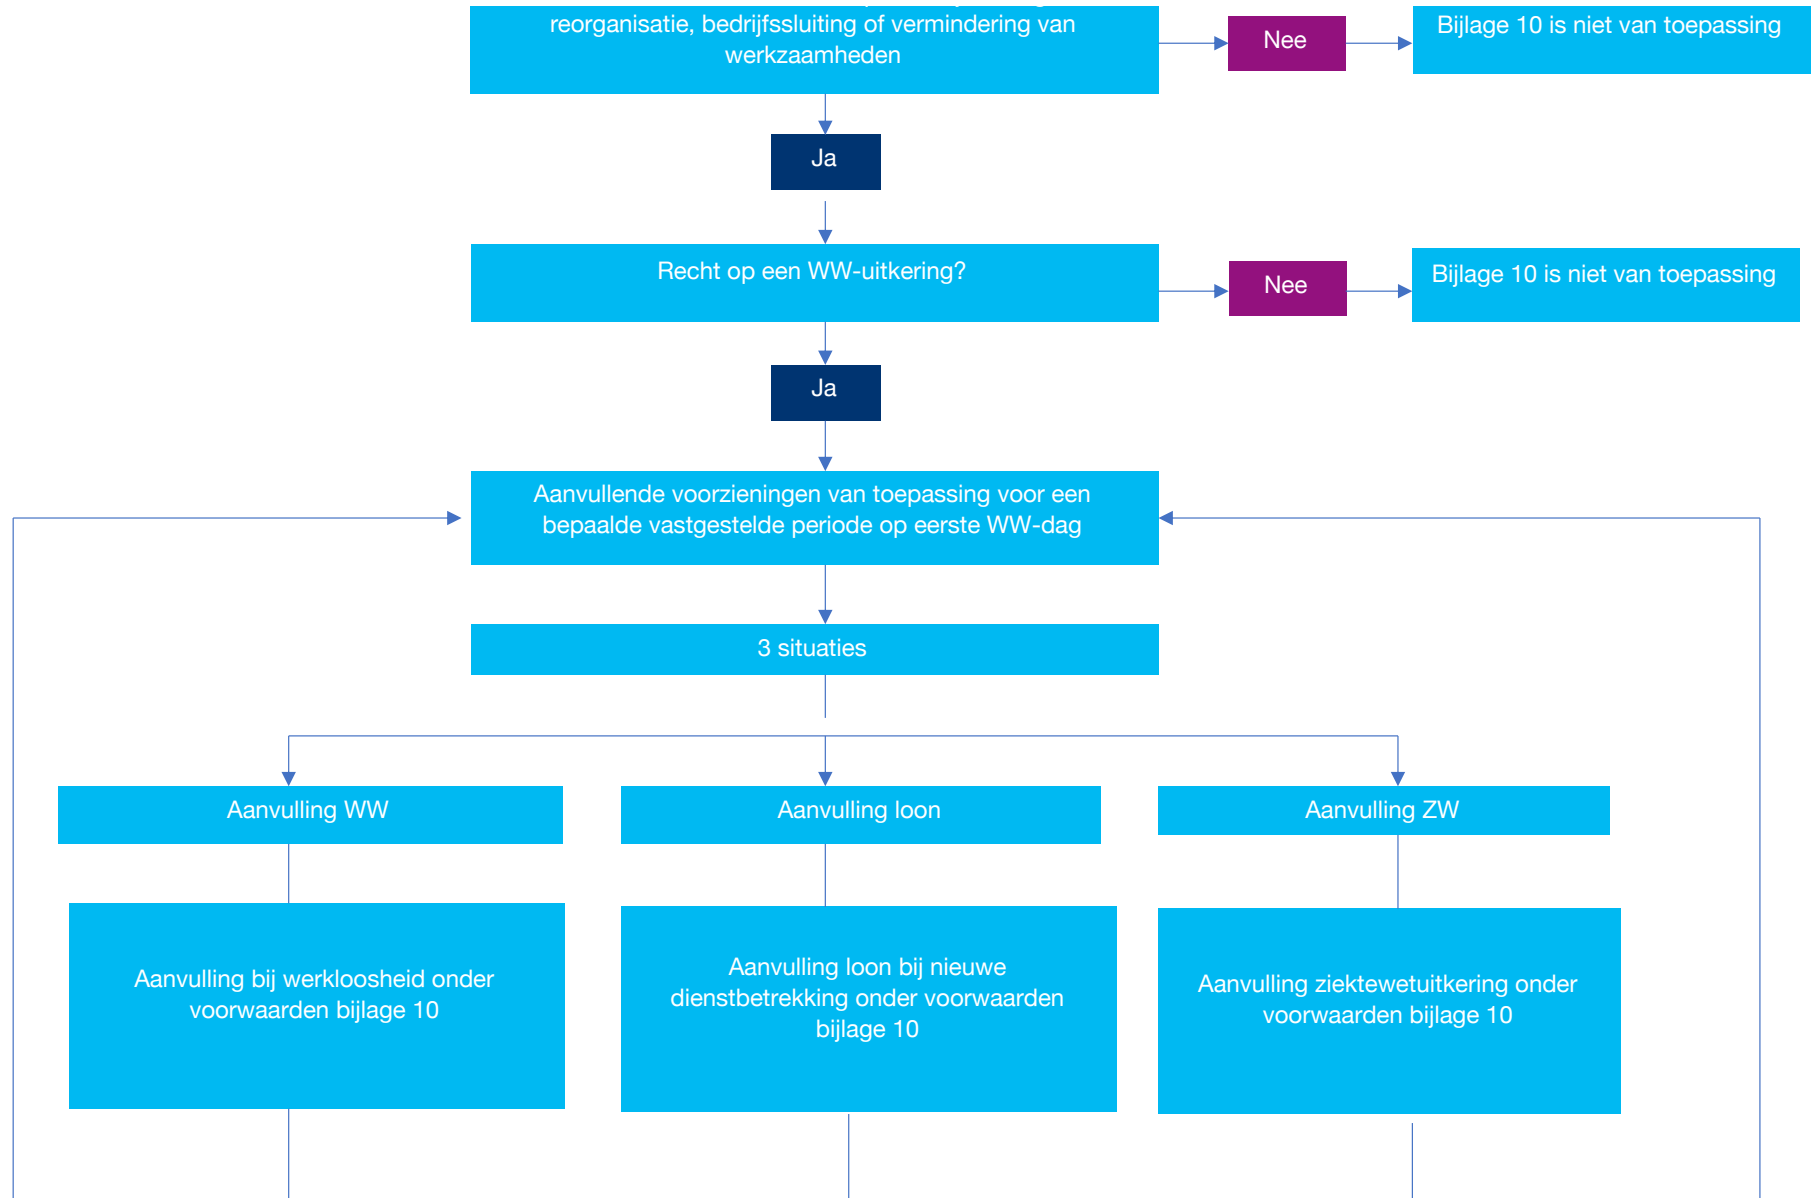 reorganisatie, bedrijfssluiting of vermindering van
werkzaamheden
Nee
Bijlage 10 is niet van toepassing
Ja
Recht op een WW-uitkering?
Nee
Bijlage 10 is niet van toepassing
Ja
Aanvullende voorzieningen van toepassing voor een
bepaalde vastgestelde periode op eerste WW-dag
3 situaties
Aanvulling WW
Aanvulling loon
Aanvulling ZW
Aanvulling bij werkloosheid onder
voorwaarden bijlage 10
Aanvulling loon bij nieuwe
dienstbetrekking onder voorwaarden
bijlage 10
Aanvulling ziektewetuitkering onder
voorwaarden bijlage 10